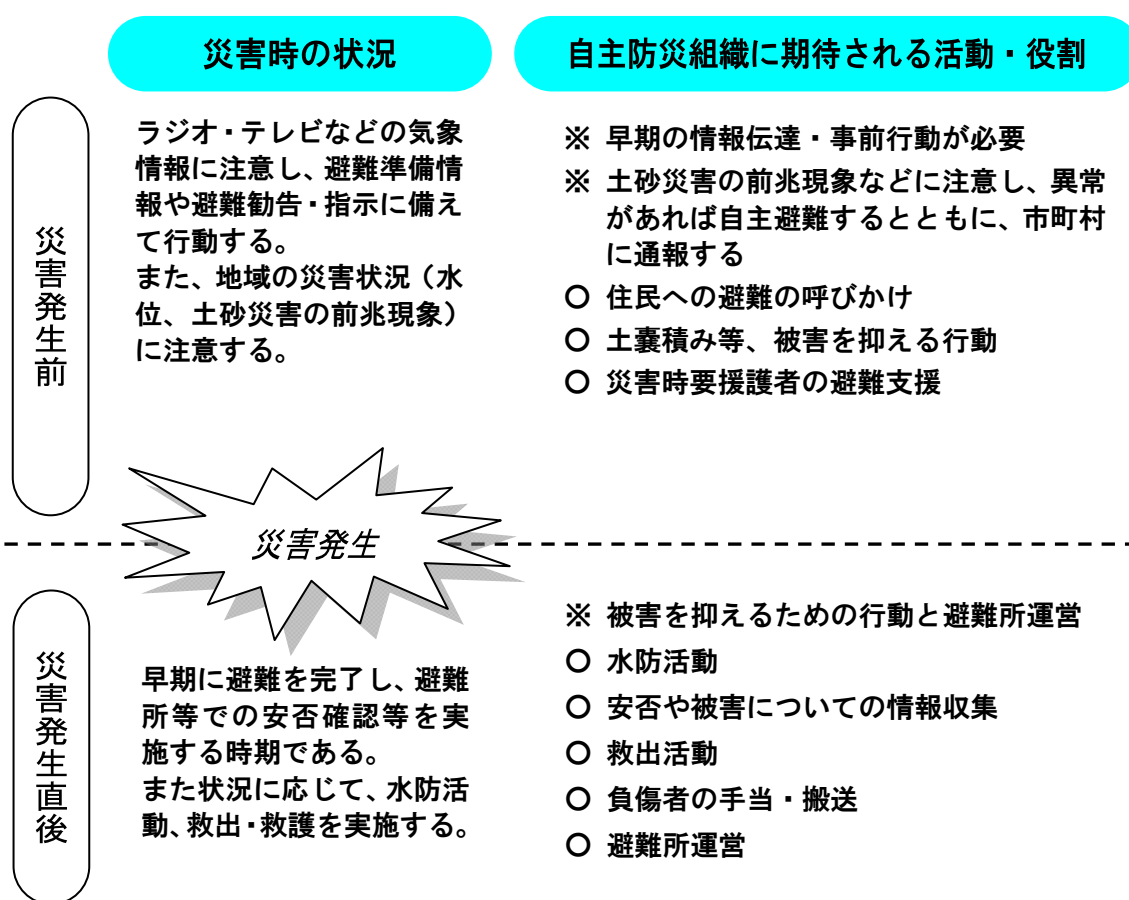 災害時の状況
自主防災組織に期待される活動・役割
災害発生前
ラジオ・テレビなどの気象
情報に注意し、避難準備情
報や避難勧告・指示に備え
て行動する。
また、地域の災害状況（水
位、土砂災害の前兆現象）
に注意する。
※ 早期の情報伝達・事前行動が必要
※ 土砂災害の前兆現象などに注意し、異常
があれば自主避難するとともに、市町村
に通報する
○ 住民への避難の呼びかけ
○ 土嚢積み等、被害を抑える行動
○ 災害時要援護者の避難支援
災害発生
災害発生直後
早期に避難を完了し、避難
所等での安否確認等を実
施する時期である。
また状況に応じて、水防活
動、救出・救護を実施する。
※ 被害を抑えるための行動と避難所運営
○ 水防活動
○ 安否や被害についての情報収集
○ 救出活動
○ 負傷者の手当・搬送
○ 避難所運営